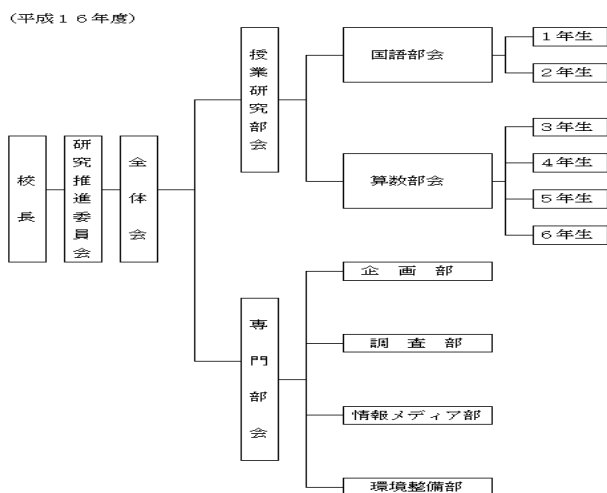 (平成１６年度)
校長
研究推進委員会
全体会
授業研究部会
国語部会
１年生
２年生
算数部会
３年生
４年生
５年生
６年生
専門部会
企画部
調査部
情報メディア部
環境整備部